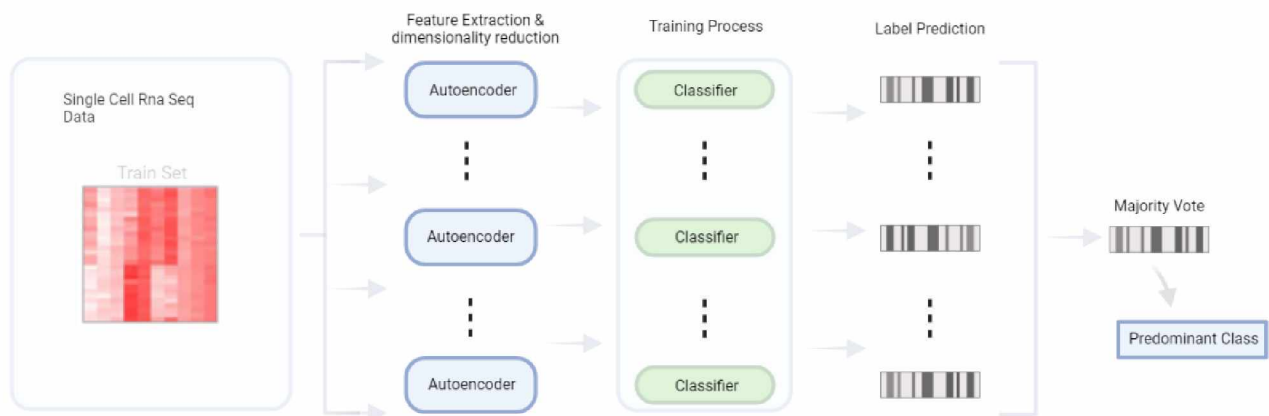 Feature Extraction &
dimensionality reduction
Training Process
Label Prediction
Single Cell Rna Seq
Data
Train Set
Autoencoder
Classifier
Autoencoder
Classifier
Majority Vote
Predominant Class
Autoencoder
Classifier